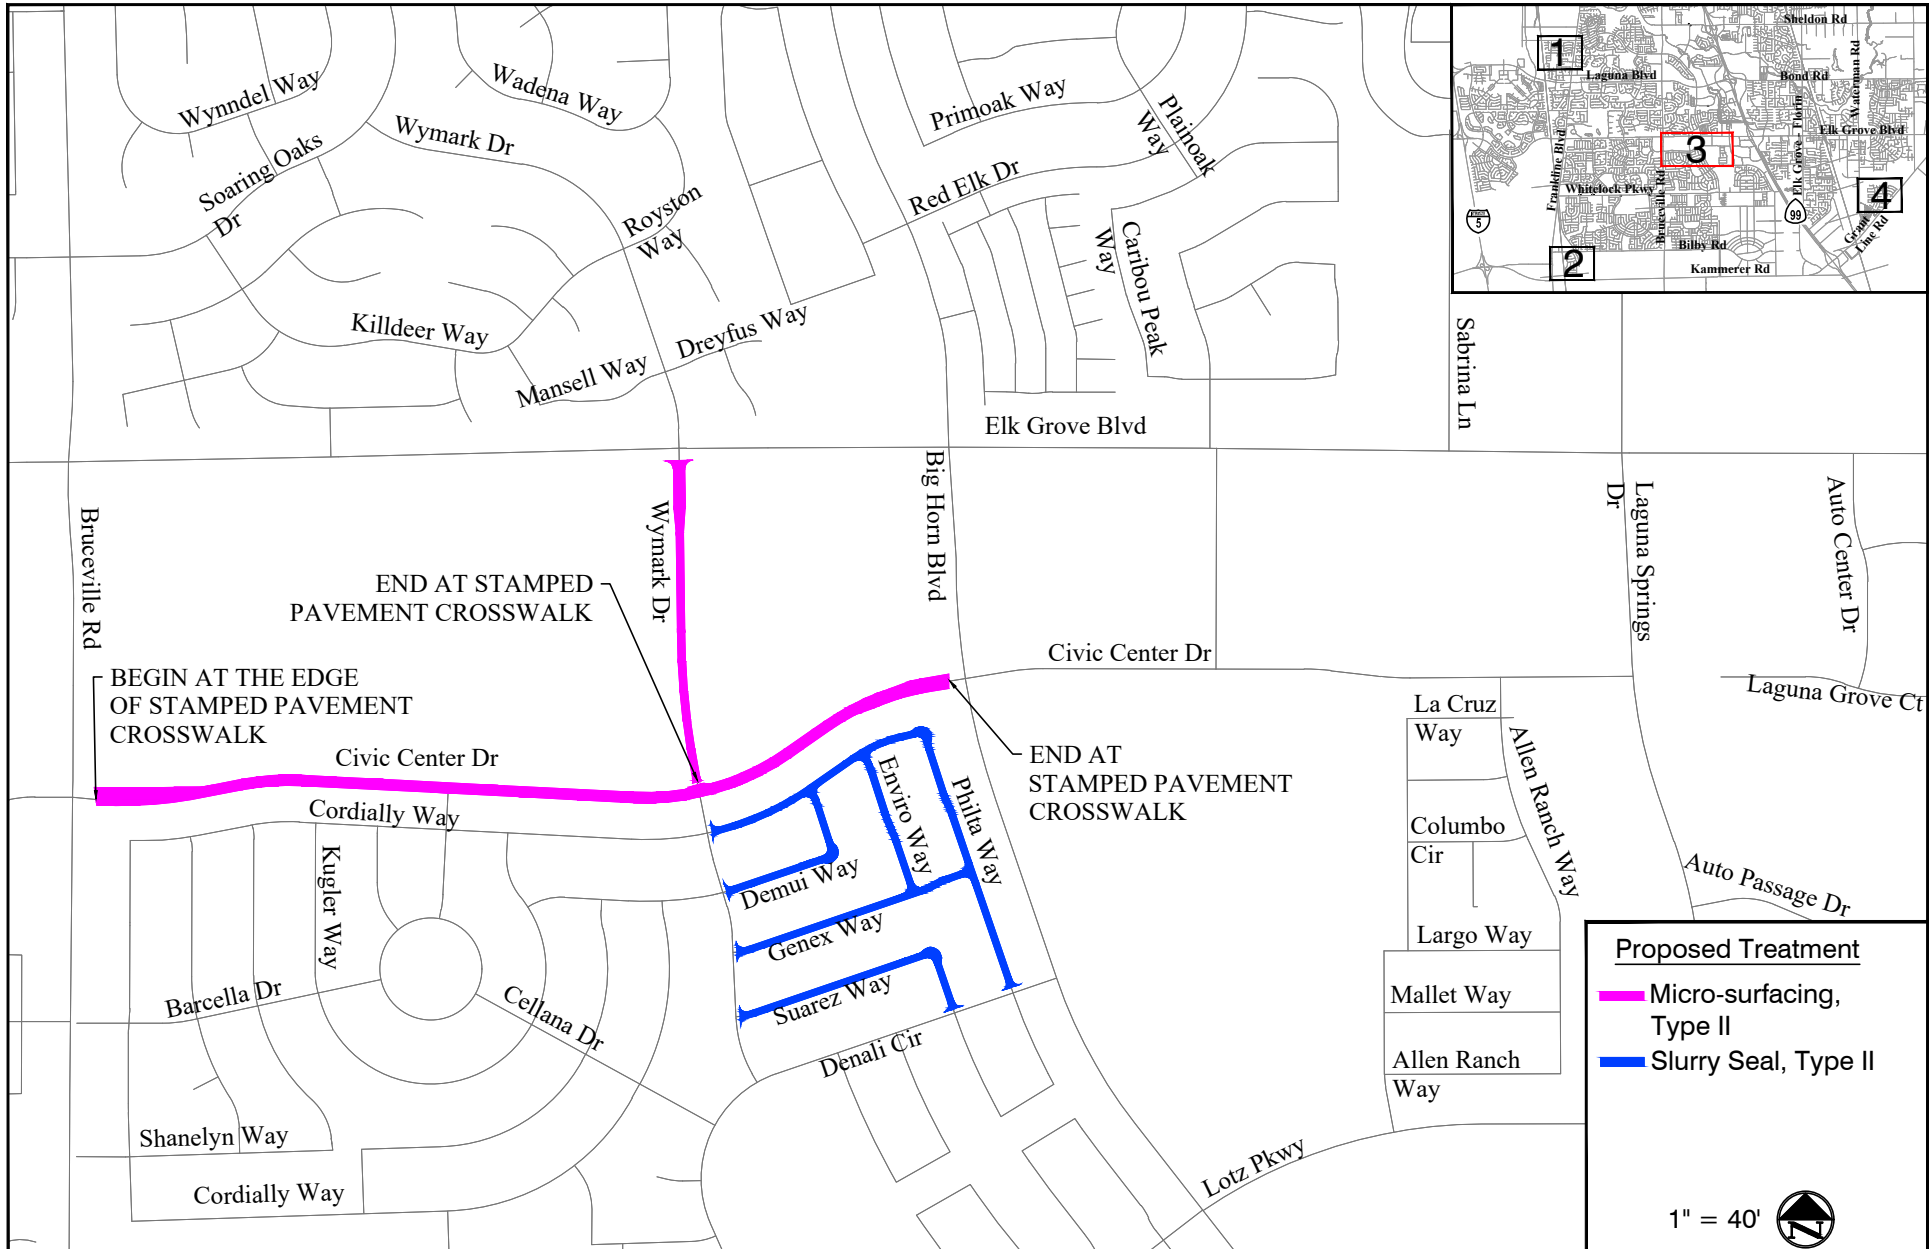 Wynndel Way
Wadena Way
Soaring Oaks
Dr
Wymark Dr
Royston
Way
Killdeer Way
Mansell Way
Dreyfus Way
Primoak Way
Plainoak
Way
Red Elk Dr
Caribou Peak
Way
Elk Grove Blvd
Sabrina Ln
Sheldon Rd
1
Laguna Blvd
Bond Rd
Waterman Rd
Elk Grove - Florin
Elk Grove Blvd
3
Franklin Blvd
Whitelock Pkwy
Bruceville Rd
4
5
99
Grant
Line Rd
Bilby Rd
2
Kammerer Rd
Bruceville Rd
Wymark Dr
Big Horn Blvd
Laguna Springs
Dr
Auto Center Dr
END AT STAMPED
PAVEMENT CROSSWALK
BEGIN AT THE EDGE
OF STAMPED PAVEMENT
CROSSWALK
Civic Center Dr
Civic Center Dr
Laguna Grove Ct
END AT
STAMPED PAVEMENT
CROSSWALK
Cordially Way
Kugler Way
Enviro Way
Philta Way
Demui Way
Genex Way
Suarez Way
Denali Cir
Barcella Dr
Cellana Dr
Shanelyn Way
Cordially Way
La Cruz
Way
Allen Ranch Way
Columbo
Cir
Largo Way
Mallet Way
Allen Ranch
Way
Auto Passage Dr
Lotz Pkwy
Proposed Treatment
Micro-surfacing,
Type II
Slurry Seal, Type II
1" = 40'
N